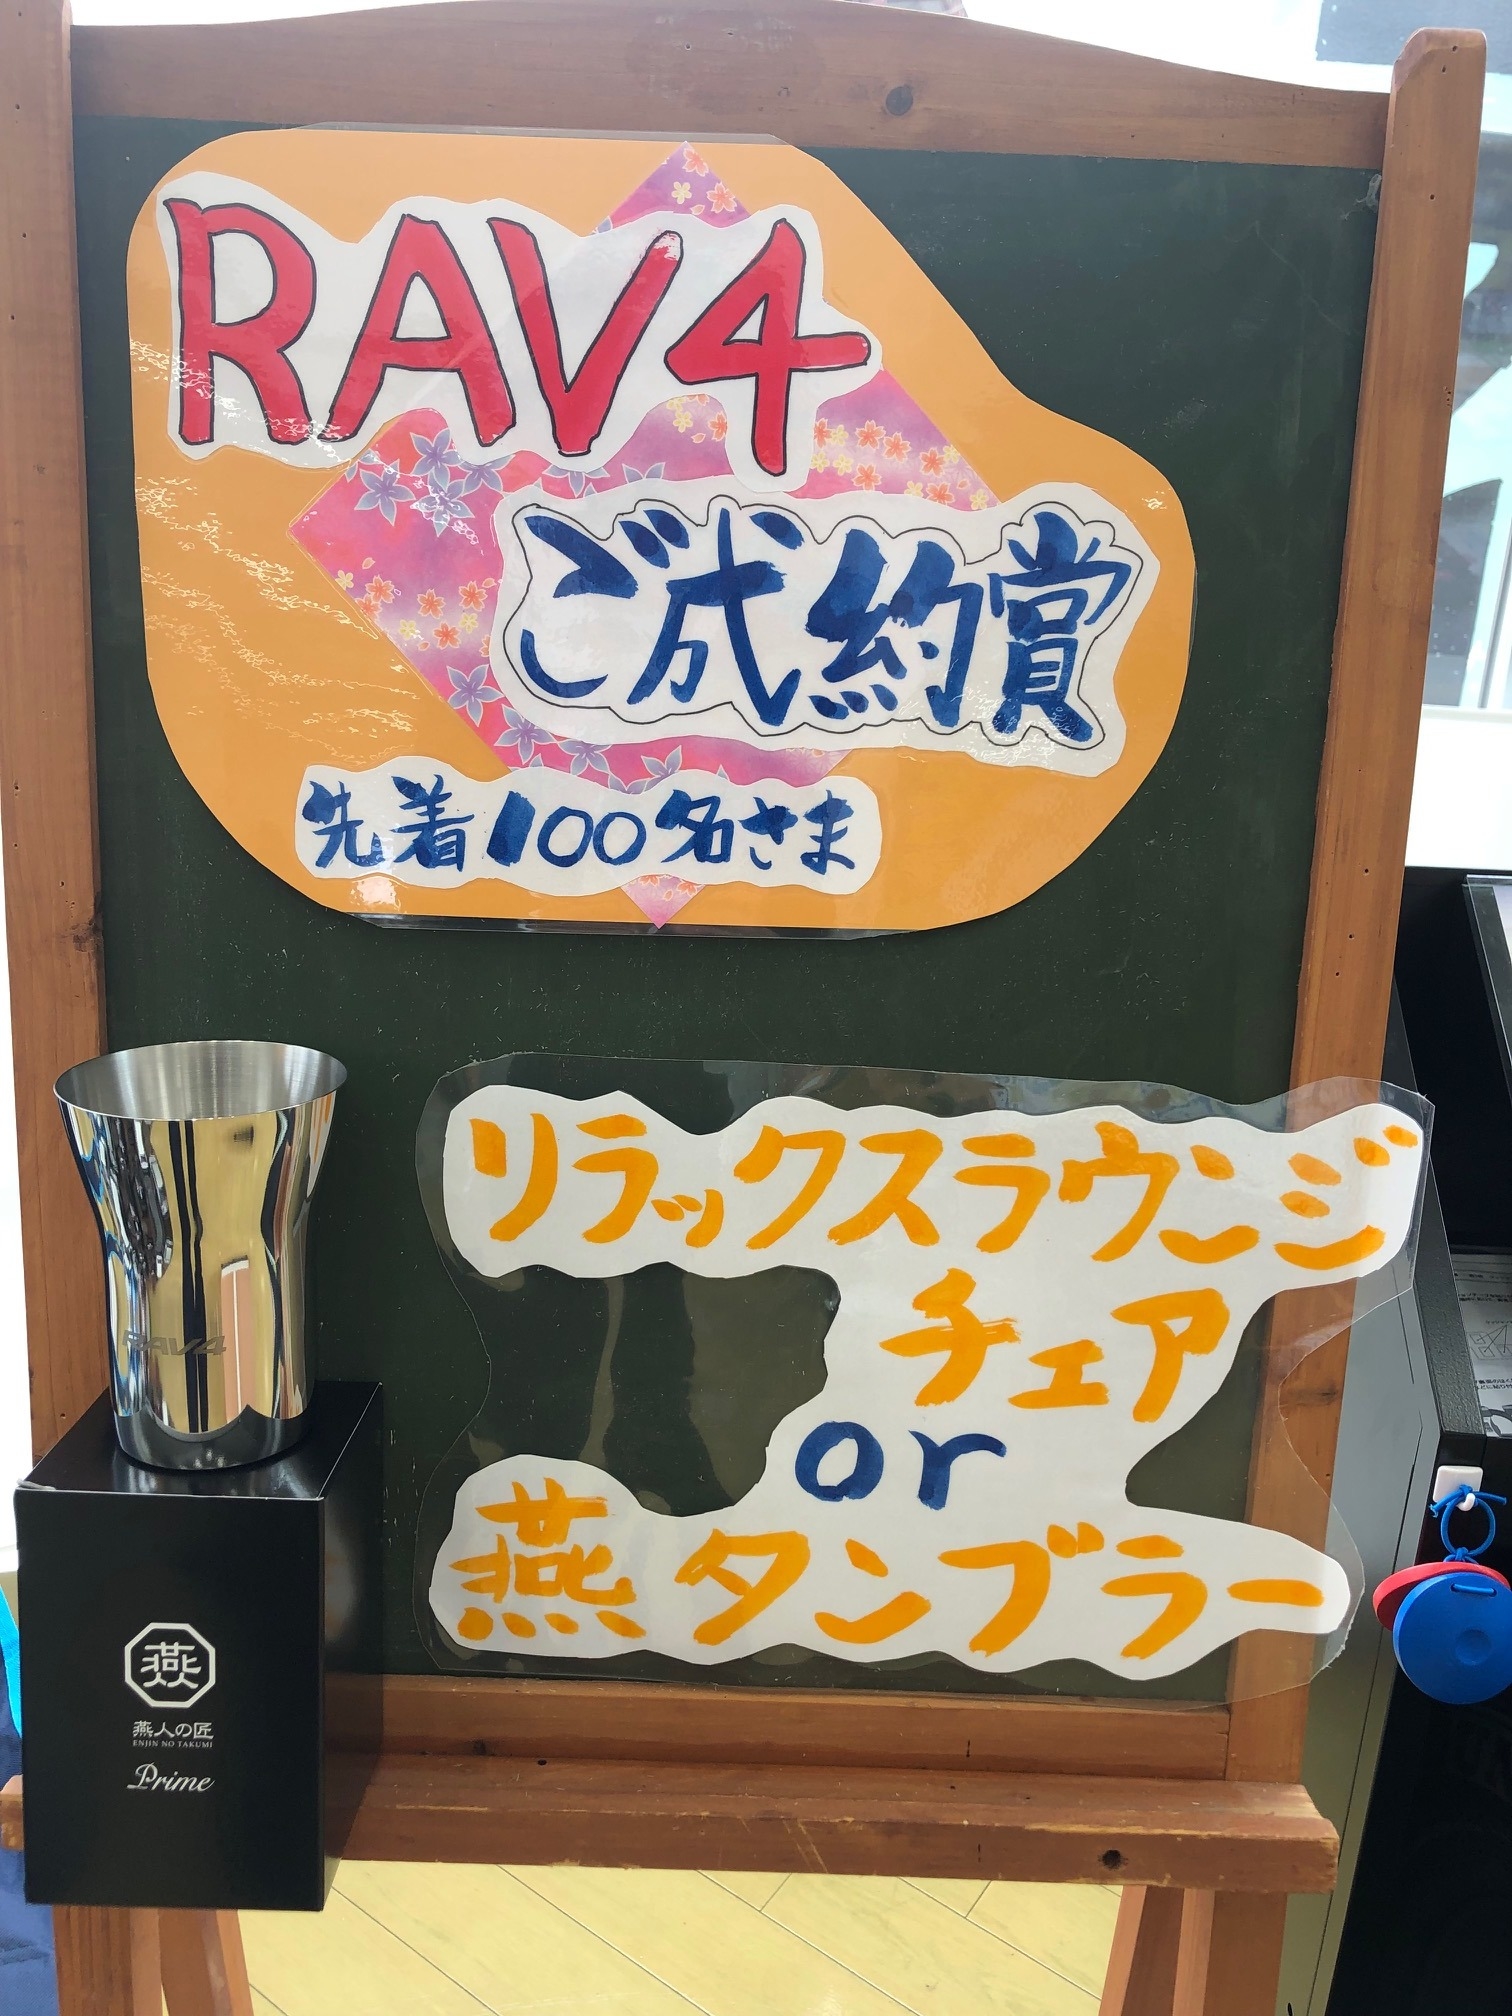 RAV4
ご成約賞
先着100名さま
リラックスラウンジ
チェア
or
燕タンブラー
RAV4
燕
燕人の匠
ENJIN NO TAKUMI
Prime